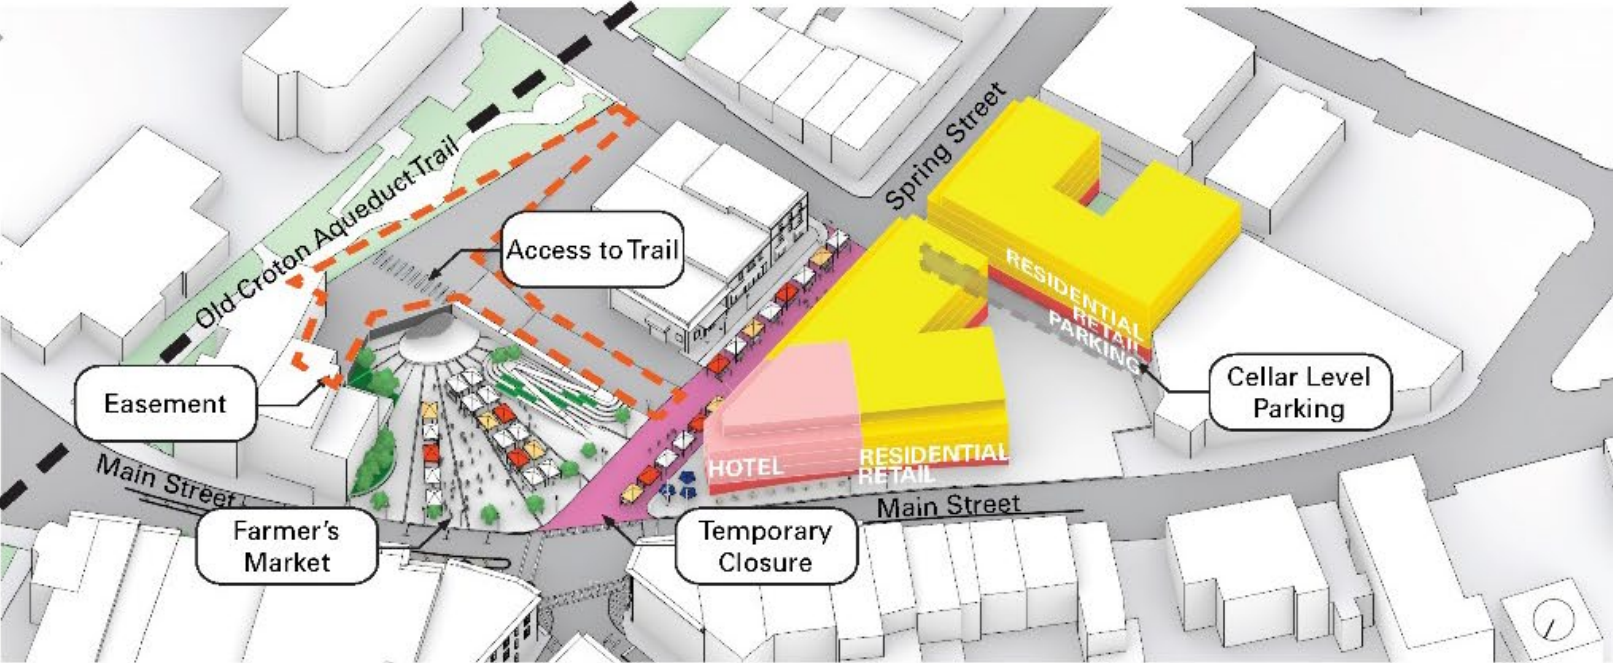 Spring Street
Old Croton Aqueduct Trail
Access to Trail
RESIDENTIAL
RETAIL
PARKING
Cellar Level
Parking
Easement
HOTEL
RESIDENTIAL
RETAIL
Main Street
Main Street
Farmer's
Market
Temporary
Closure